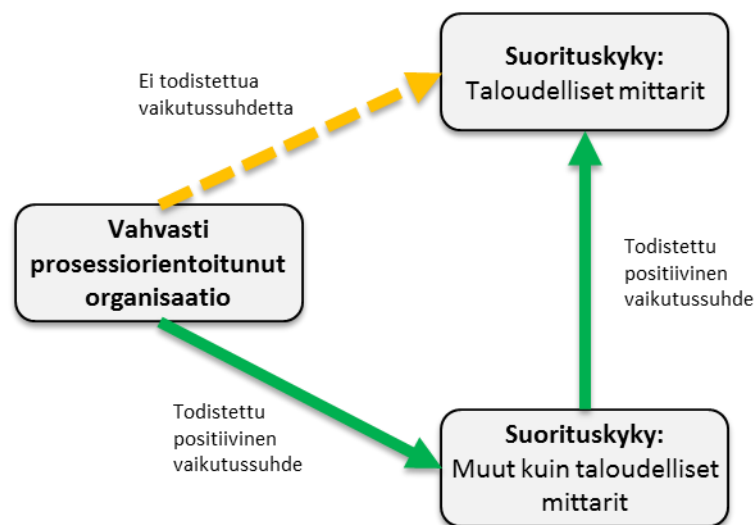 Suorituskyky:
Taloudelliset mittarit
Ei todistettua
vaikutussuhdetta
Vahvasti
prosessiorientoitunut
organisaatio
Todistettu
positiivinen
vaikutussuhde
Todistettu
positiivinen
vaikutussuhde
Suorituskyky:
Muut kuin taloudelliset
mittarit